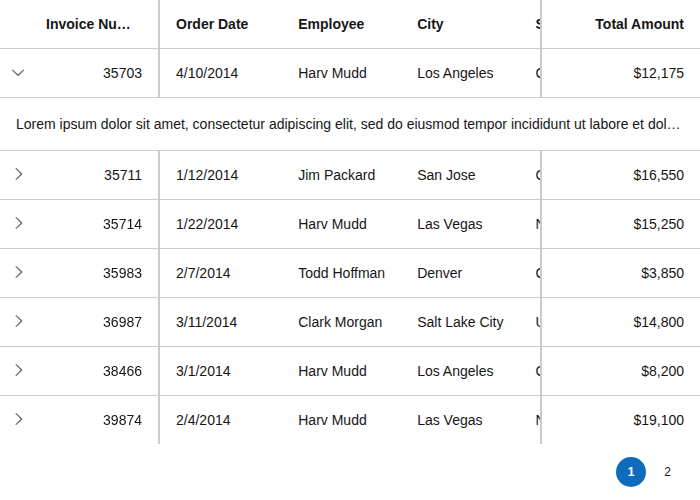 Invoice Nu… Order Date Employee City Total Amount
35703 4/10/2014 Harv Mudd Los Angeles $12,175
Lorem ipsum dolor sit amet, consectetur adipiscing elit, sed do eiusmod tempor incididunt ut labore et dol…
35711 1/12/2014 Jim Packard San Jose $16,550
35714 1/22/2014 Harv Mudd Las Vegas $15,250
35983 2/7/2014 Todd Hoffman Denver $3,850
36987 3/11/2014 Clark Morgan Salt Lake City $14,800
38466 3/1/2014 Harv Mudd Los Angeles $8,200
39874 2/4/2014 Harv Mudd Las Vegas $19,100
1 2